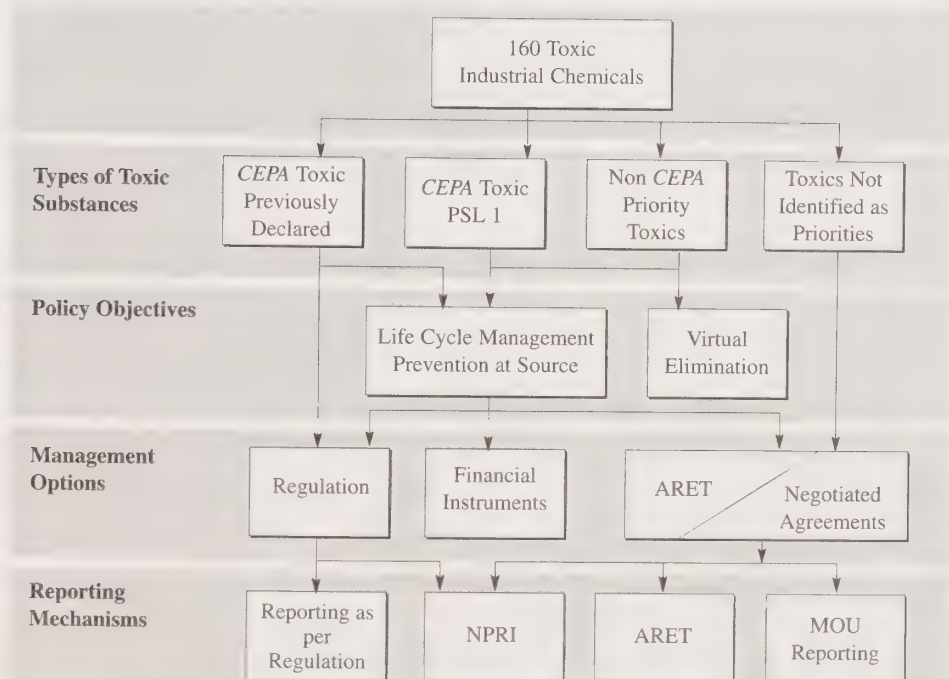 160 Toxic
Industrial Chemicals
Types of Toxic
Substances
CEPA Toxic
Previously
Declared
CEPA Toxic
PSL 1
Non CEPA
Priority
Toxics
Toxics Not
Identified as
Priorities
Policy Objectives
Life Cycle Management
Prevention at Source
Virtual
Elimination
Management
Options
Regulation
Financial
Instruments
ARET
Negotiated
Agreements
Reporting
Mechanisms
Reporting as
per
Regulation
NPRI
ARET
MOU
Reporting